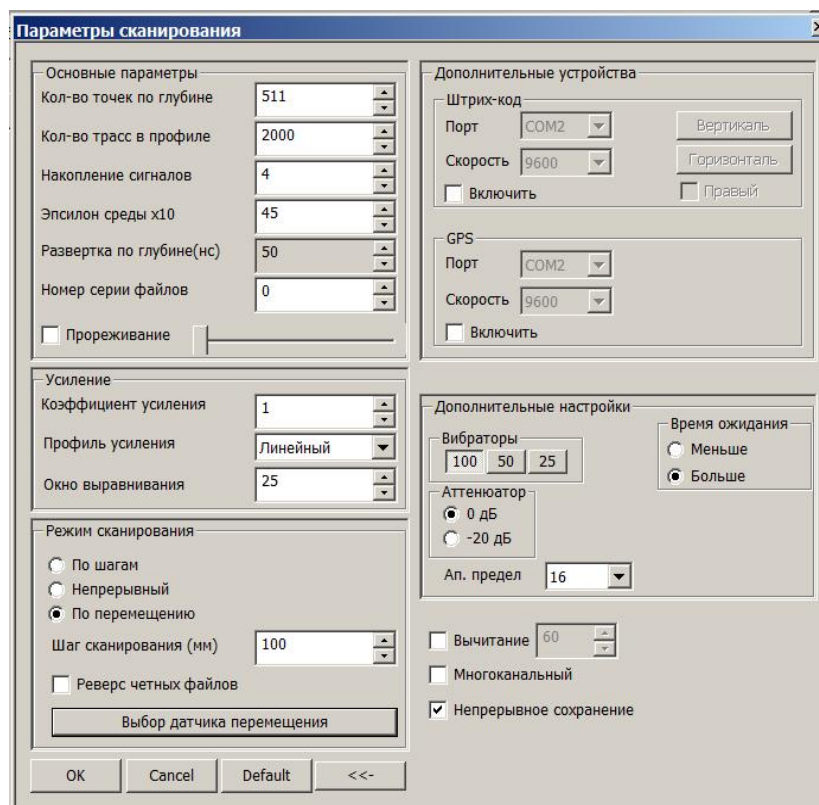 Параметры сканирования
Основные параметры
Кол-во точек по глубине 511
Кол-во трасс в профиле 2000
Накопление сигналов 4
Эпсилон среды x10 45
Развертка по глубине(нс) 50
Номер серии файлов 0
Прореживание
Усиление
Коэффициент усиления 1
Профиль усиления Линейный
Окно выравнивания 25
Режим сканирования
По шагам
Непрерывный
По перемещению
Шаг сканирования (мм) 100
Реверс четных файлов
Выбор датчика перемещения
OK Cancel Default <<-
Дополнительные устройства
Штрих-код
Порт COM2 Вертикаль
Скорость 9600 Горизонталь
Включить Правый
GPS
Порт COM2
Скорость 9600
Включить
Дополнительные настройки
Вибраторы
100 50 25
Время ожидания
Меньше
Больше
Аттенюатор
0 дБ
-20 дБ
Ап. предел 16
Вычитание 60
Многоканальный
Непрерывное сохранение